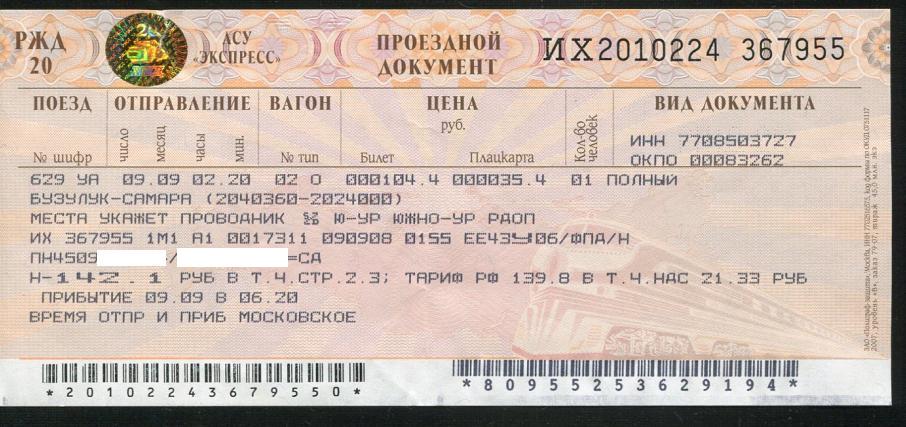 РЖД АСУ ПРОЕЗДНОЙ ИХ2010224 367955
20 «ЭКСПРЕСС» ДОКУМЕНТ
ПОЕЗД ОТПРАВЛЕНИЕ ВАГОН ЦЕНА ВИД ДОКУМЕНТА
руб.
№ шифр число месяц часы мин. № тип Билет Плацкарта Кол-во человек
ИНН 7708503727
ОКПО 00083262
629 УА 09.09 02.20 02 О 000104.4 000035.4 01 ПОЛНЫЙ
БУЗУЛУК-САМАРА (2040360-2024000)
МЕСТА УКАЖЕТ ПРОВОДНИК Ю-УР ЮЖНО-УР РДОП
ИХ 367955 1М1 А1 0017311 090908 0155 /ФПА/Н
ПН4509 / =СА
Н-142.1 РУБ В Т.Ч.СТР.2.3; ТАРИФ РФ 139.8 В Т.Ч.НДС 21.33 РУБ
ПРИБЫТИЕ 09.09 В 06.20
ВРЕМЯ ОТПР И ПРИБ МОСКОВСКОЕ
*20102243679550*
*80955253629194*